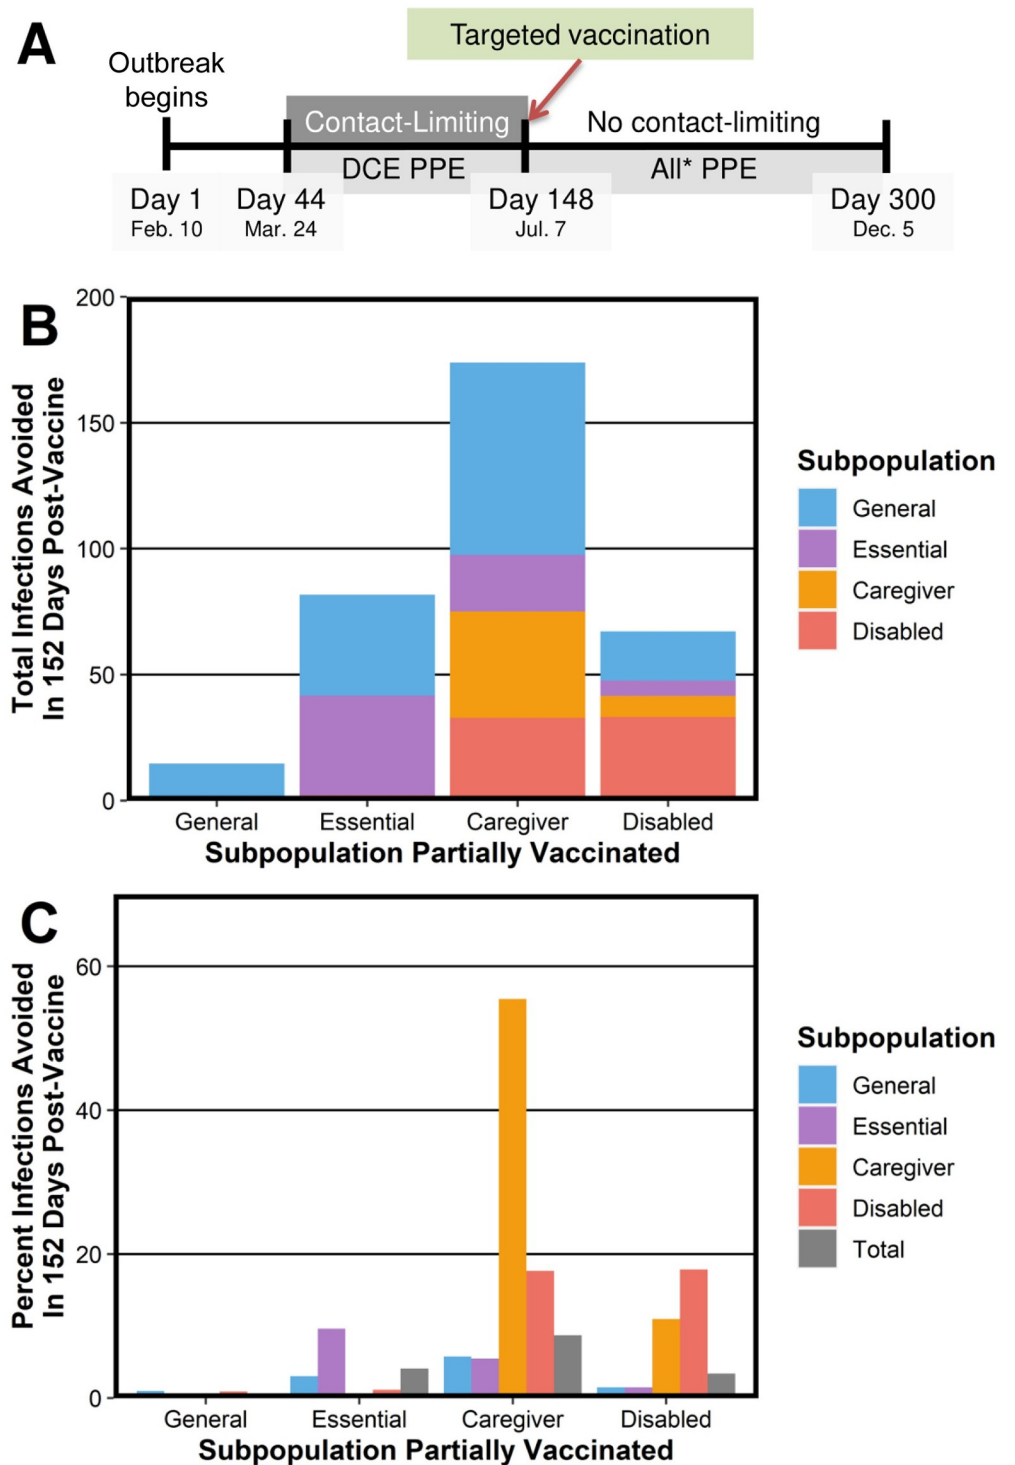 A
Targeted vaccination
Outbreak
begins
Contact-Limiting
No contact-limiting
DCE PPE
All* PPE
Day 1
Feb. 10
Day 44
Mar. 24
Day 148
Jul. 7
Day 300
Dec. 5
B
Total Infections Avoided
In 152 Days Post-Vaccine
200
150
100
50
0
General
Essential
Caregiver
Disabled
Subpopulation Partially Vaccinated
Subpopulation
General
Essential
Caregiver
Disabled
C
Percent Infections Avoided
In 152 Days Post-Vaccine
60
40
20
0
General
Essential
Caregiver
Disabled
Subpopulation Partially Vaccinated
Subpopulation
General
Essential
Caregiver
Disabled
Total